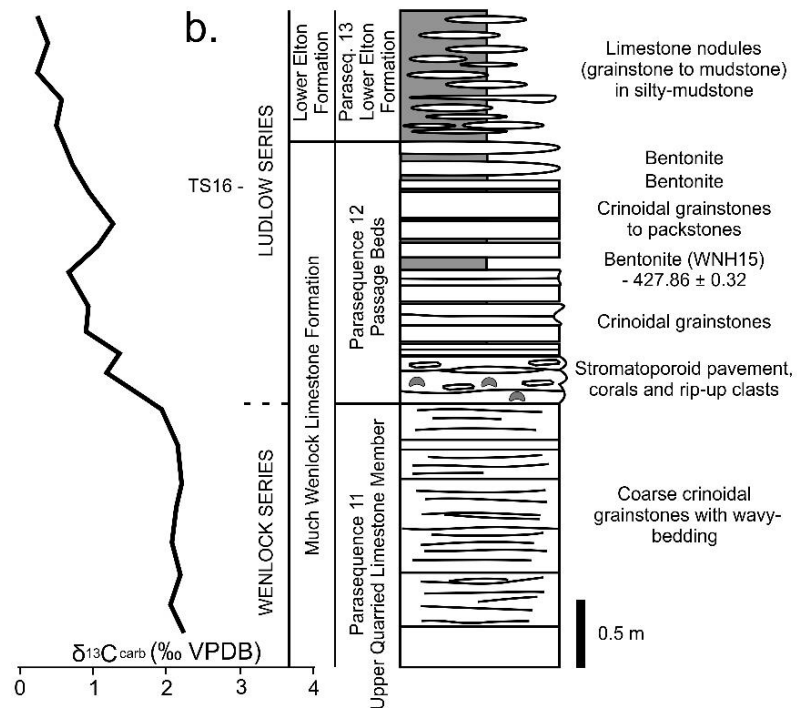 b.
Lower Elton
Formation
Paraseq. 13
Lower Elton
Formation
Limestone nodules
(grainstone to mudstone)
in silty-mudstone
LUDLOW SERIES
TS16 -
Bentonite
Bentonite
Crinoidal grainstones
to packstones
Bentonite (WNH15)
- 427.86 ± 0.32
Crinoidal grainstones
Stromatoporoid pavement,
corals and rip-up clasts
Parasequence 12
Passage Beds
Much Wenlock Limestone Formation
WENLOCK SERIES
Parasequence 11
Upper Quarried Limestone Member
Coarse crinoidal
grainstones with wavy-
bedding
0.5 m
δ13Ccarb (‰ VPDB)
0 1 2 3 4